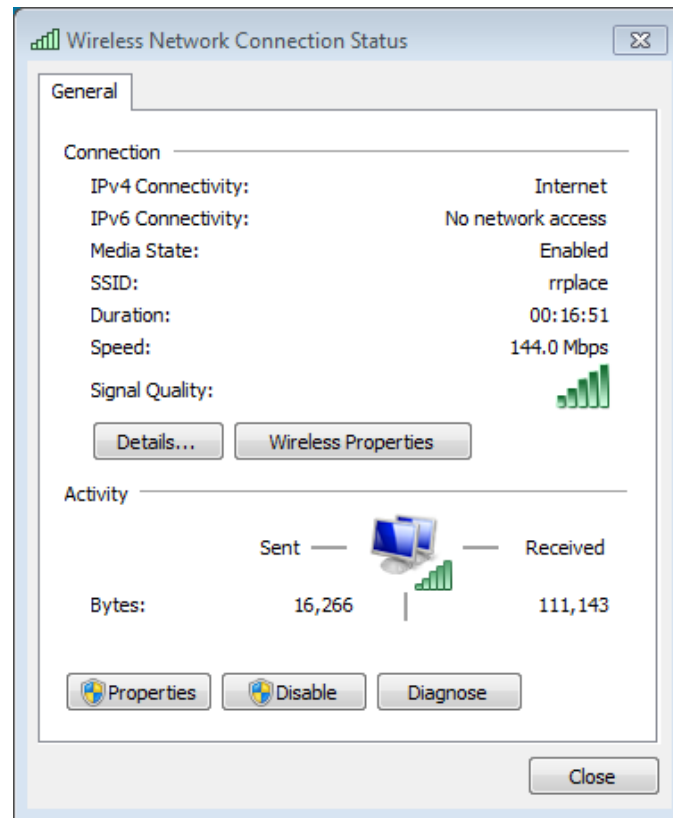 Wireless Network Connection Status
General
Connection
IPv4 Connectivity: Internet
IPv6 Connectivity: No network access
Media State: Enabled
SSID: rrplace
Duration: 00:16:51
Speed: 144.0 Mbps
Signal Quality:
Details... Wireless Properties
Activity
Sent Received
Bytes: 16,266 111,143
Properties Disable Diagnose
Close